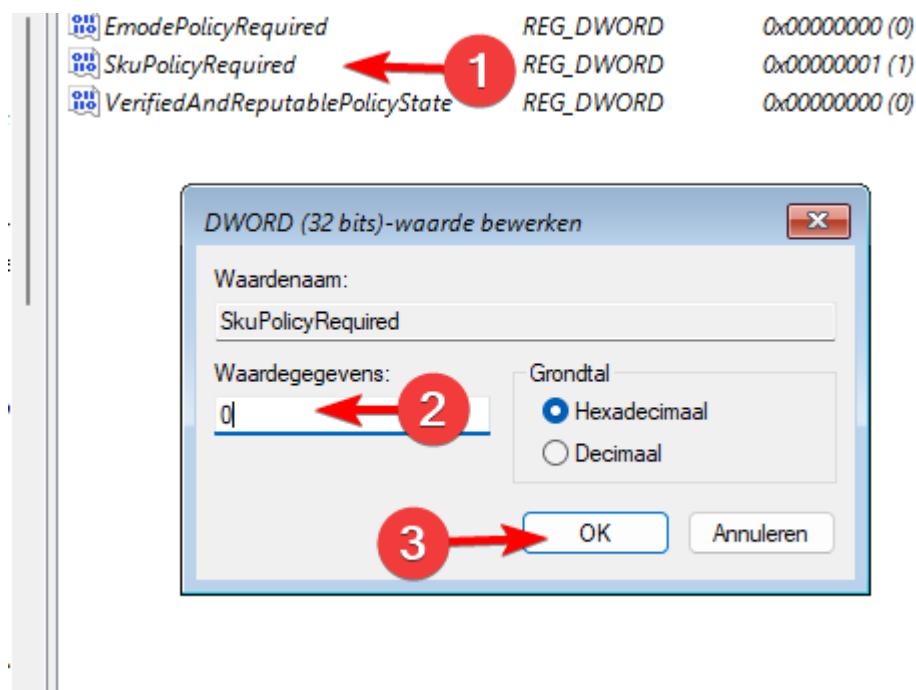 EmodePolicyRequired REG_DWORD 0x00000000 (0)
SkuPolicyRequired 1 REG_DWORD 0x00000001 (1)
VerifiedAndReputablePolicyState REG_DWORD 0x00000000 (0)
DWORD (32 bits)-waarde bewerken
Waardenaam:
SkuPolicyRequired
Waardegegevens: Grondtal
0 2 Hexadecimaal
Decimaal
3 OK Annuleren